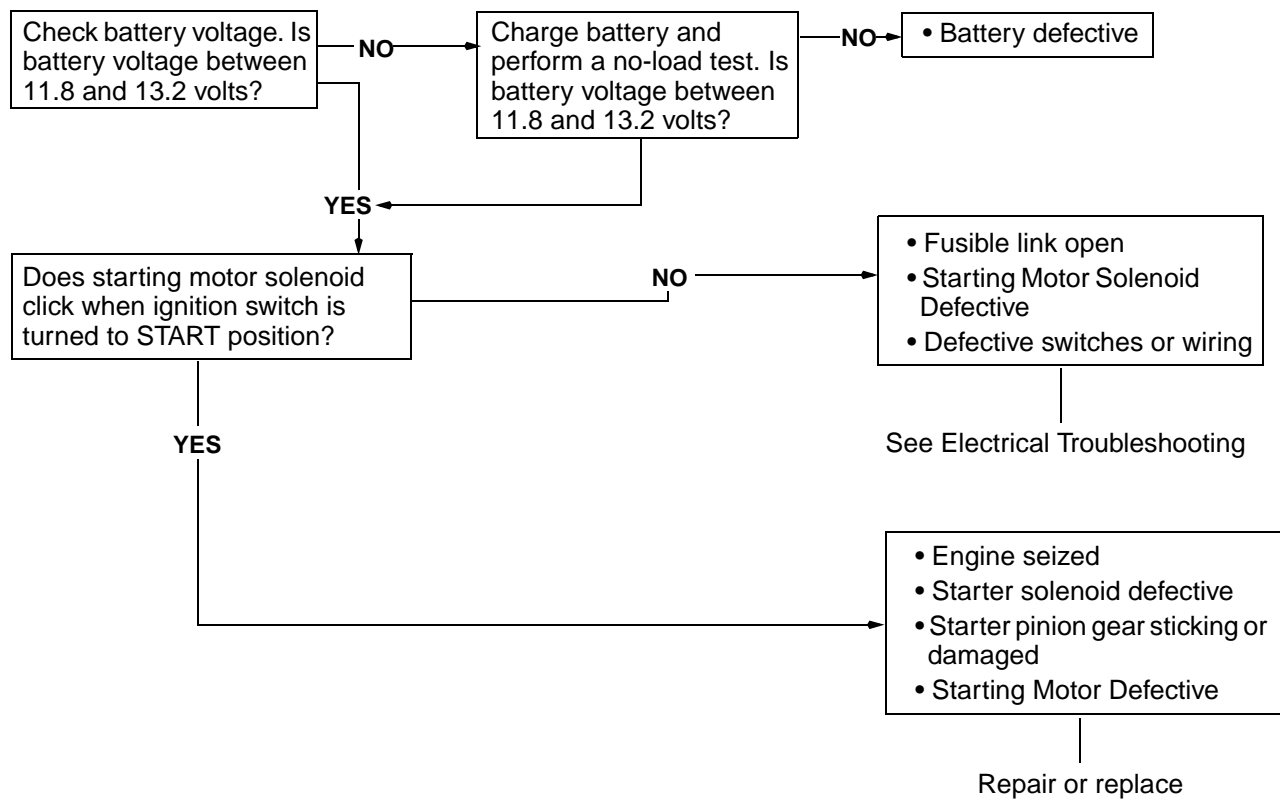 Check battery voltage. Is
battery voltage between
11.8 and 13.2 volts?
NO
Charge battery and
perform a no-load test. Is
battery voltage between
11.8 and 13.2 volts?
NO
• Battery defective
YES
Does starting motor solenoid
click when ignition switch is
turned to START position?
NO
• Fusible link open
• Starting Motor Solenoid
Defective
• Defective switches or wiring
See Electrical Troubleshooting
YES
• Engine seized
• Starter solenoid defective
• Starter pinion gear sticking or
damaged
• Starting Motor Defective
Repair or replace